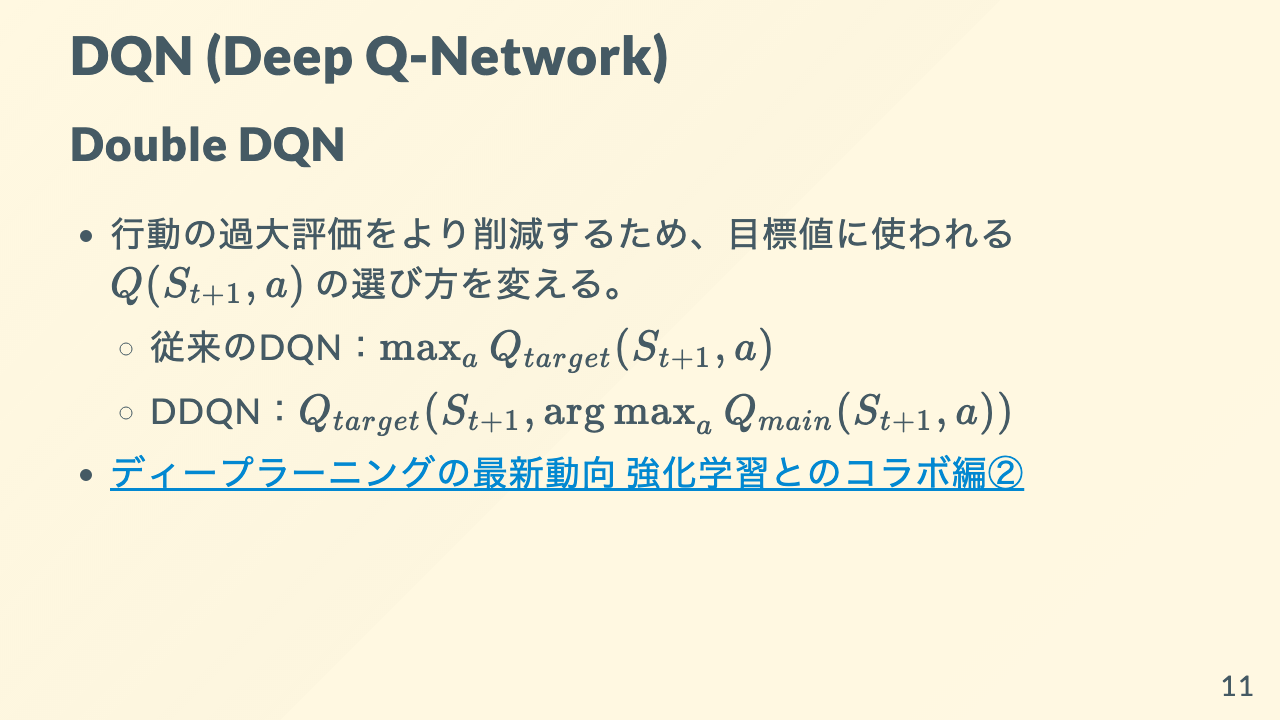 DQN (Deep Q-Network)
Double DQN
• 行動の過大評価をより削減するため、目標値に使われる
Q(S_{t+1}, a) の選び方を変える。
○ 従来のDQN：max_a Q_{target}(S_{t+1}, a)
○ DDQN：Q_{target}(S_{t+1}, arg max_a Q_{main}(S_{t+1}, a))
• ディープラーニングの最新動向 強化学習とのコラボ編②
11